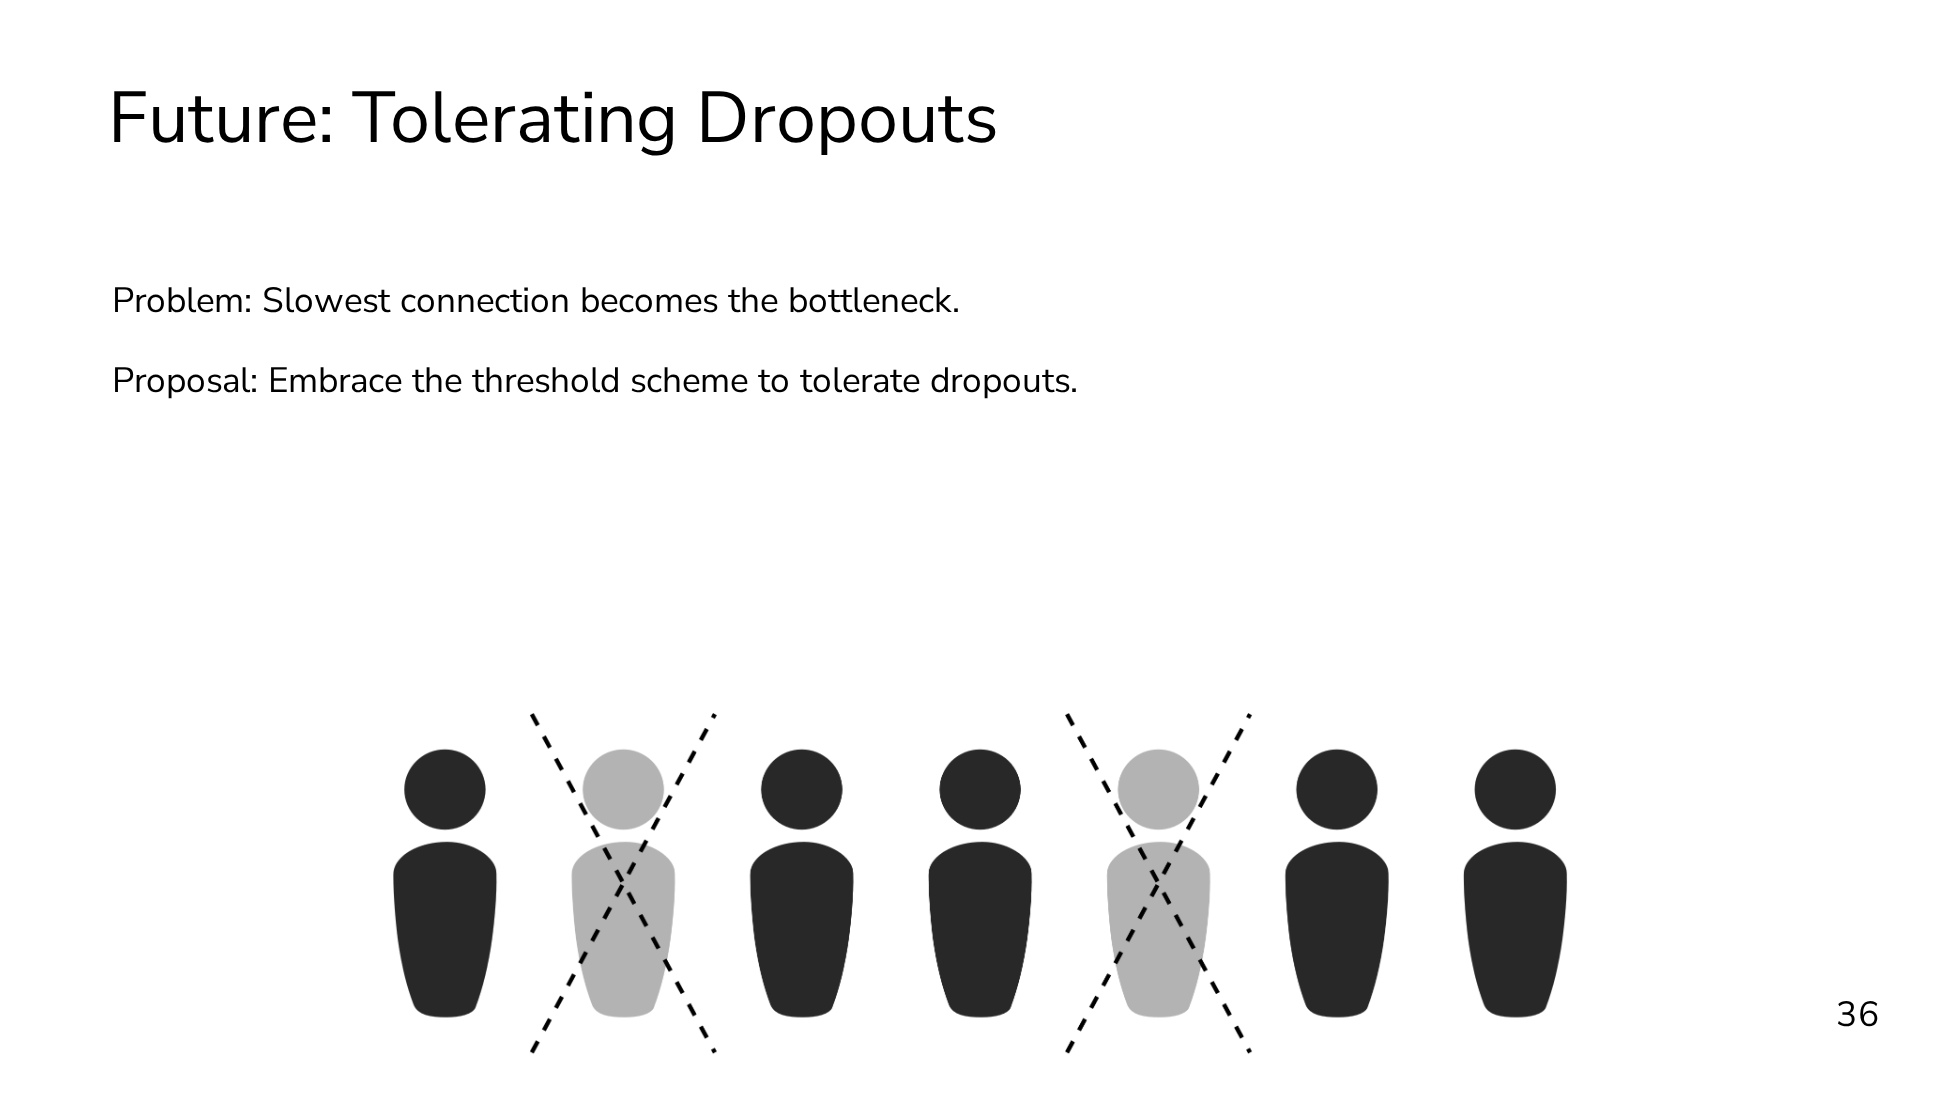 Future: Tolerating Dropouts
Problem: Slowest connection becomes the bottleneck.
Proposal: Embrace the threshold scheme to tolerate dropouts.
36